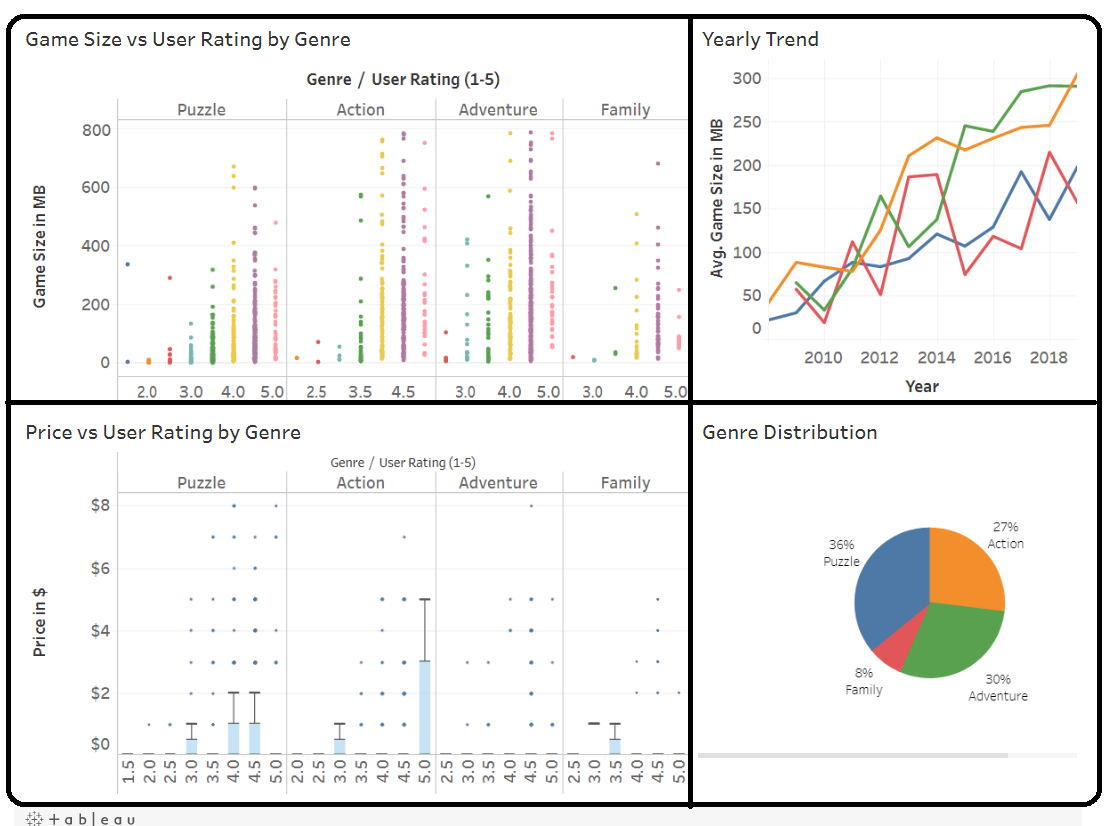 Game Size vs User Rating by Genre
Genre / User Rating (1-5)
Puzzle Action Adventure Family
Game Size in MB
800
600
400
200
0
2.0 3.0 4.0 5.0 2.5 3.5 4.5 3.0 4.0 5.0 3.0 4.0 5.0
Yearly Trend
Avg. Game Size in MB
300
250
200
150
100
50
0
2010 2012 2014 2016 2018
Year
Price vs User Rating by Genre
Genre / User Rating (1-5)
Puzzle Action Adventure Family
Price in $
$8
$6
$4
$2
$0
1.5 2.0 2.5 3.0 3.5 4.0 4.5 5.0 2.0 2.5 3.0 3.5 4.0 4.5 5.0 2.5 3.0 3.5 4.0 4.5 5.0 2.5 3.0 3.5 4.0 4.5 5.0
Genre Distribution
27%
Action
36%
Puzzle
8%
Family
30%
Adventure
+ a b | e a u